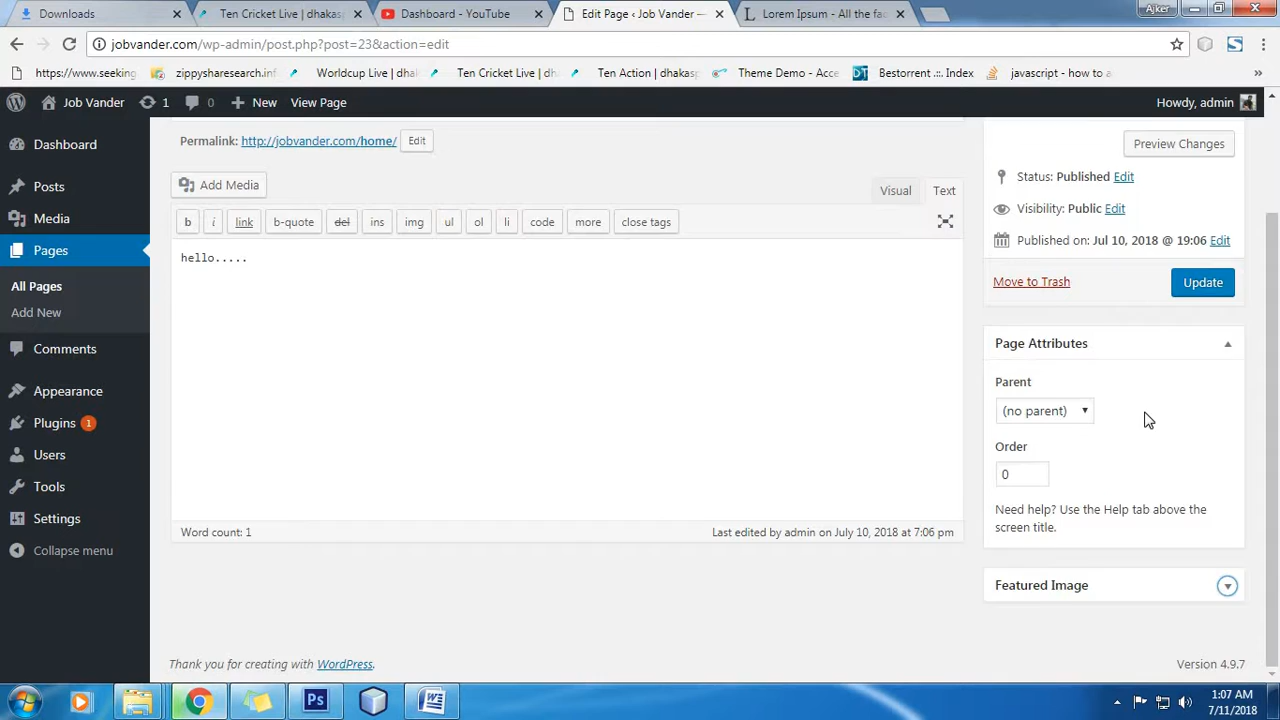 Downloads
Ten Cricket Live | dhakas
Dashboard - YouTube
Edit Page ‹ Job Vander —
Lorem Ipsum - All the fac
Ajker
jobvander.com/wp-admin/post.php?post=23&action=edit
https://www.seeking
zippysharesearch.inf
Worldcup Live | dhak
Ten Cricket Live | dh
Ten Action | dhakasp
Theme Demo - Acce
Bestorrent .::. Index
javascript - how to a
»
Job Vander
1
0
New
View Page
Howdy, admin
Dashboard
Posts
Media
Pages
All Pages
Add New
Comments
Appearance
Plugins 1
Users
Tools
Settings
Collapse menu
Permalink: http://jobvander.com/home/ Edit
Add Media
Visual
Text
b
i
link
b-quote
del
ins
img
ul
ol
li
code
more
close tags
hello.....
Word count: 1
Last edited by admin on July 10, 2018 at 7:06 pm
Preview Changes
Status: Published Edit
Visibility: Public Edit
Published on: Jul 10, 2018 @ 19:06 Edit
Move to Trash
Update
Page Attributes
Parent
(no parent)
Order
0
Need help? Use the Help tab above the
screen title.
Featured Image
Thank you for creating with WordPress.
Version 4.9.7
Ps
1:07 AM
7/11/2018